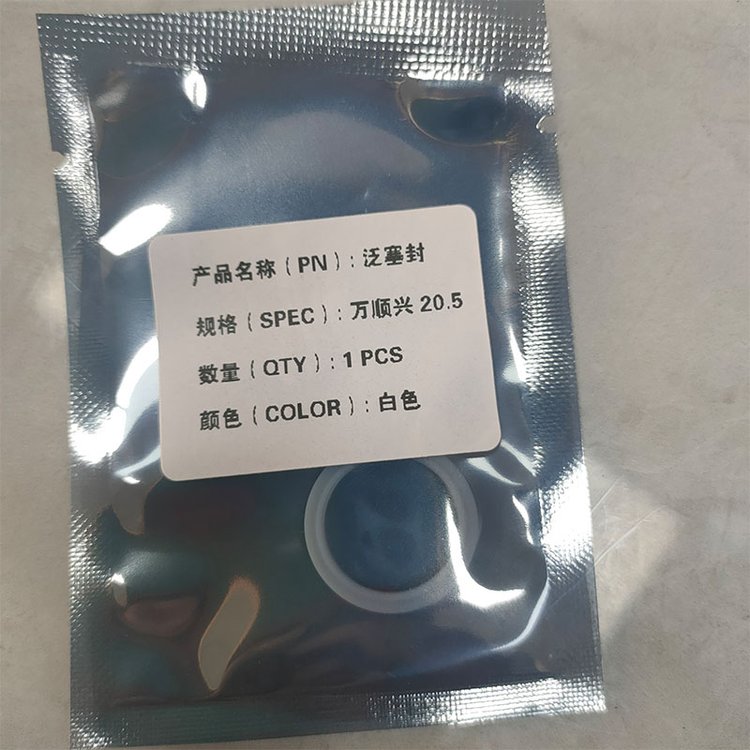 产品名称(PN):泛塞封
规格(SPEC):万顺兴 20.5
数量(QTY):1 PCS
颜色(COLOR):白色